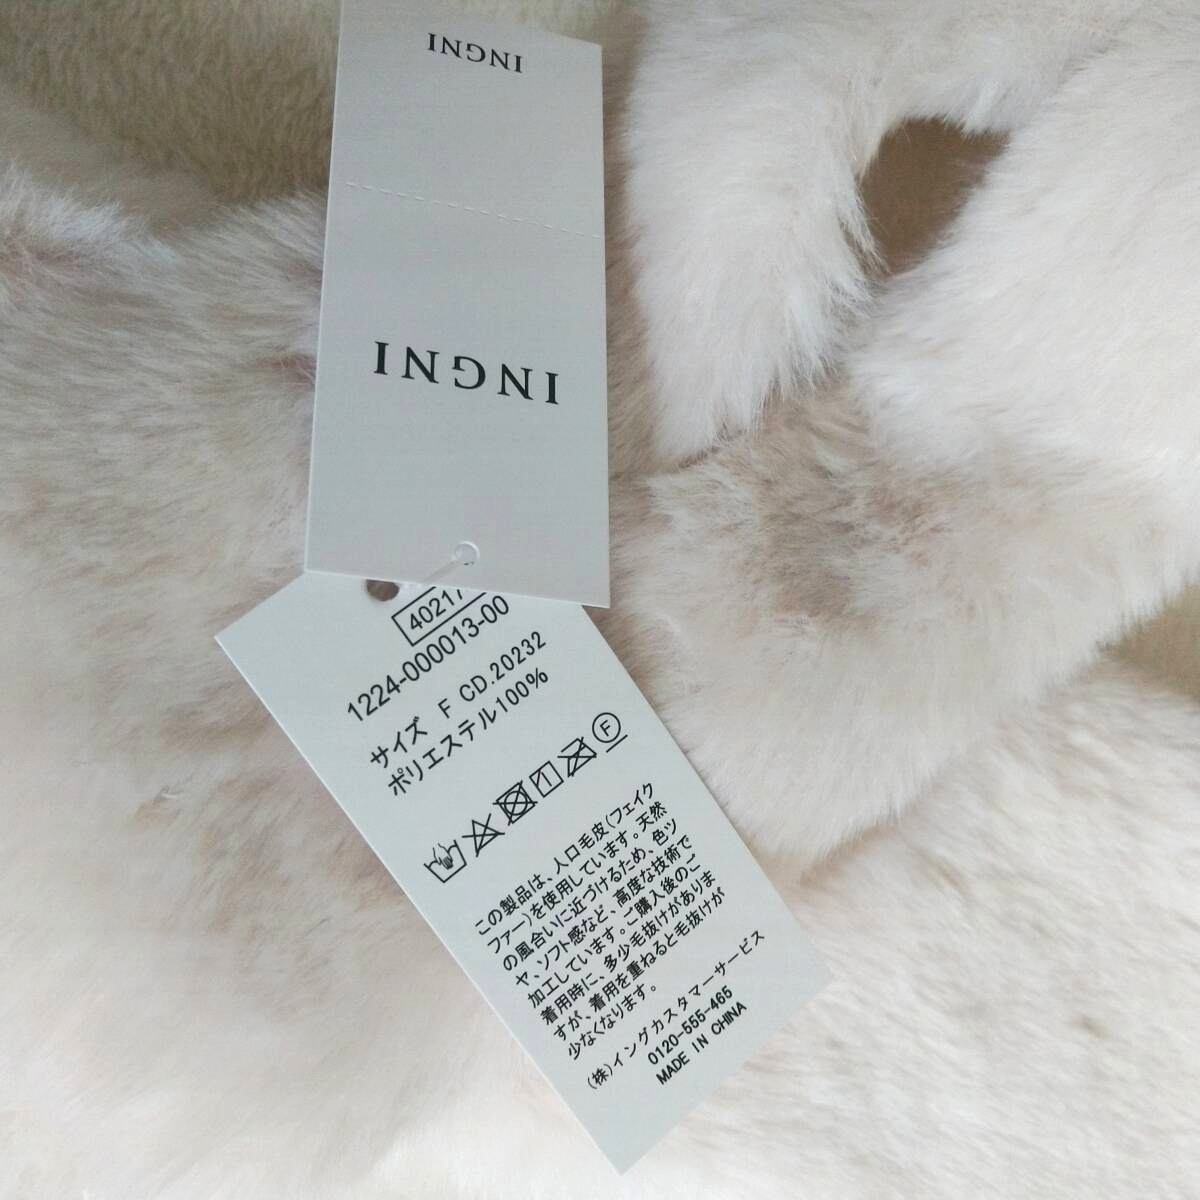 INGNI
INGNI
40217
1224-000013-00
サイズ F CD.20232
ポリエステル100%
1 F
この製品は、人口毛皮(フェイク
ファー)を使用しています。天然
の風合いに近づけるため、色ツ
ヤ、ソフト感など、高度な技術で
加工しています。ご購入後のご
着用時に、多少毛抜けがありま
すが、着用を重ねると毛抜けが
少なくなります。
(株)イングカスタマーサービス
0120-555-465
MADE IN CHINA